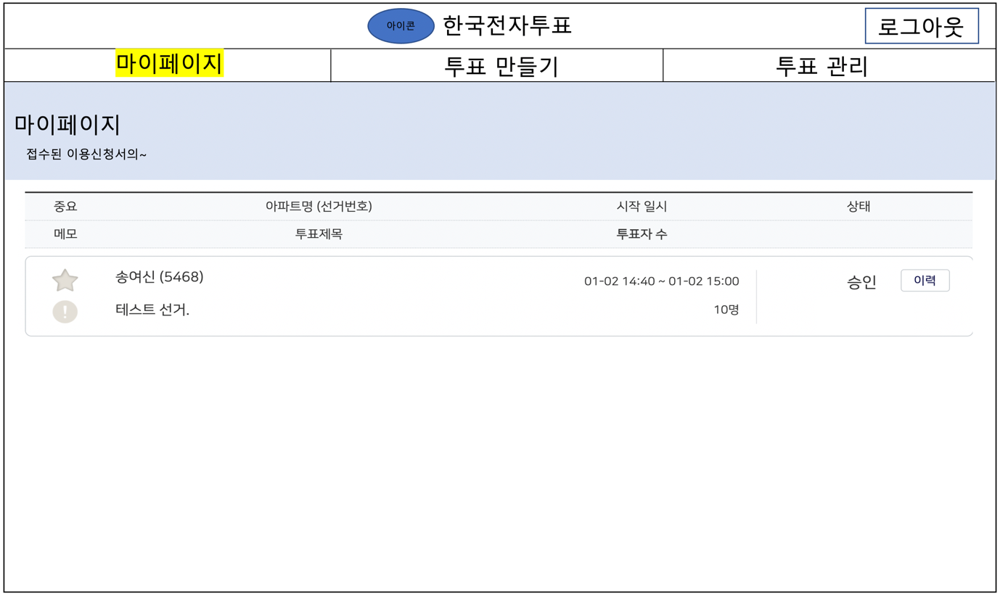 아이콘 한국전자투표 로그아웃
마이페이지 투표 만들기 투표 관리
마이페이지
접수된 이용신청서의~
중요 아파트명 (선거번호) 시작 일시 상태
메모 투표제목 투표자 수
송여신 (5468) 01-02 14:40 ~ 01-02 15:00 승인 이력
! 테스트 선거. 10명